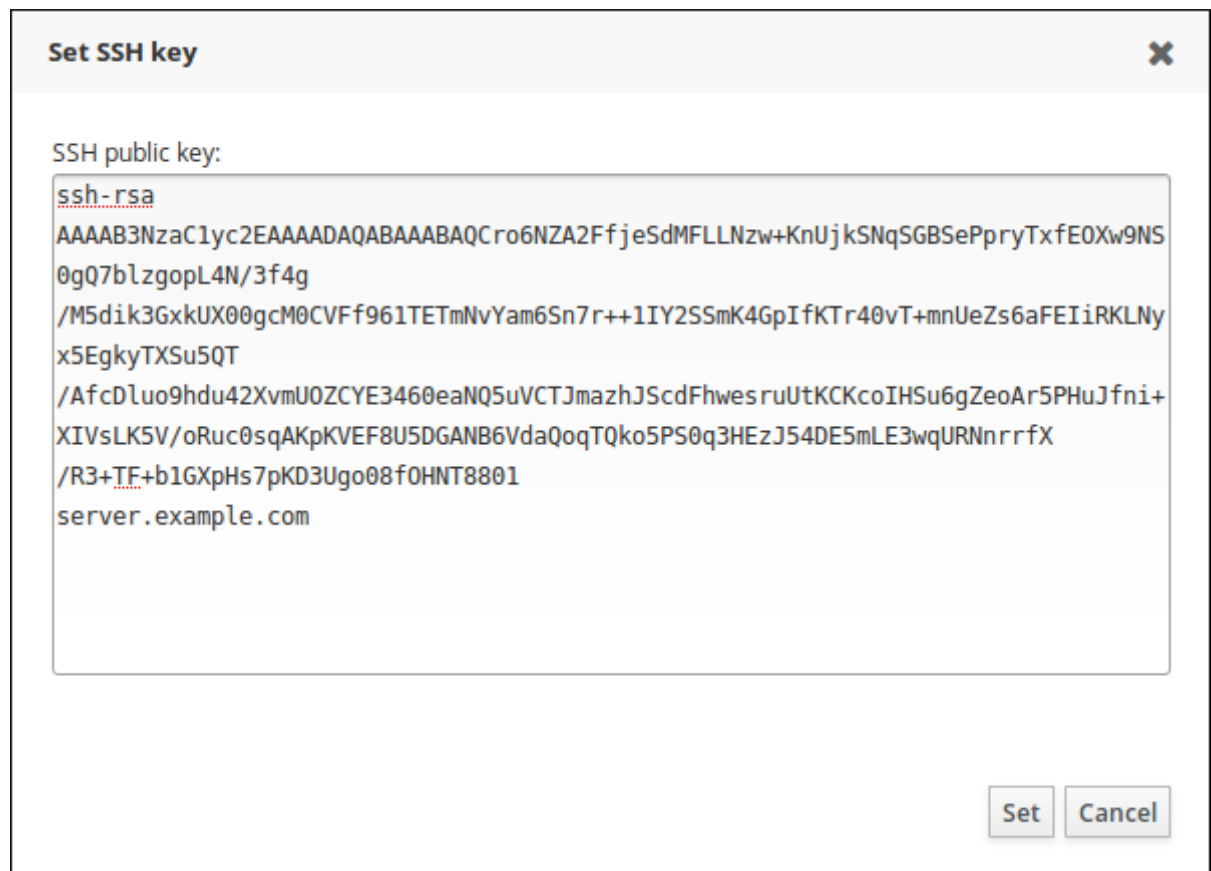 Set SSH key
SSH public key:
ssh-rsa
AAAAB3NzaC1yc2EAAAADAQABAAABAQCro6NZA2FfjeSdMFLLNzw+KnUjkSNqSGBSePpryTxfEOXw9NS
0gQ7blzgopL4N/3f4g
/M5dik3GxkUX00gcM0CVFf961TETmNvYam6Sn7r++1IY2SSmK4GpIfKTr40vT+mnUeZs6aFEIiRKLNy
x5EgkyTXSu5QT
/AfcDluo9hdu42XvmUOZCYE3460eaNQ5uVCTJmazhJScdFhwesruUtKCKcoIHSu6gZeoAr5PHuJfni+
XIVsLK5V/oRuc0sqAKpKVEF8U5DGANB6VdaQoqTQko5PS0q3HEzJ54DE5mLE3wqURNnrrfX
/R3+TF+b1GXpHs7pKD3Ugo08fOHNT8801
server.example.com
Set Cancel